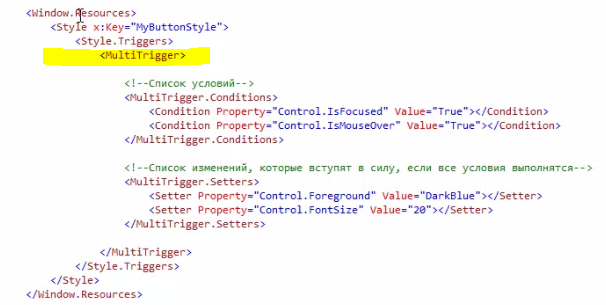 <Window.Resources>
<Style x:Key="MyButtonStyle">
<Style.Triggers>
<MultiTrigger>
<!--Список условий-->
<MultiTrigger.Conditions>
<Condition Property="Control.IsFocused" Value="True"></Condition>
<Condition Property="Control.IsMouseOver" Value="True"></Condition>
</MultiTrigger.Conditions>
<!--Список изменений, которые вступят в силу, если все условия выполнятся-->
<MultiTrigger.Setters>
<Setter Property="Control.Foreground" Value="DarkBlue"></Setter>
<Setter Property="Control.FontSize" Value="20"></Setter>
</MultiTrigger.Setters>
</MultiTrigger>
</Style.Triggers>
</Style>
</Window.Resources>